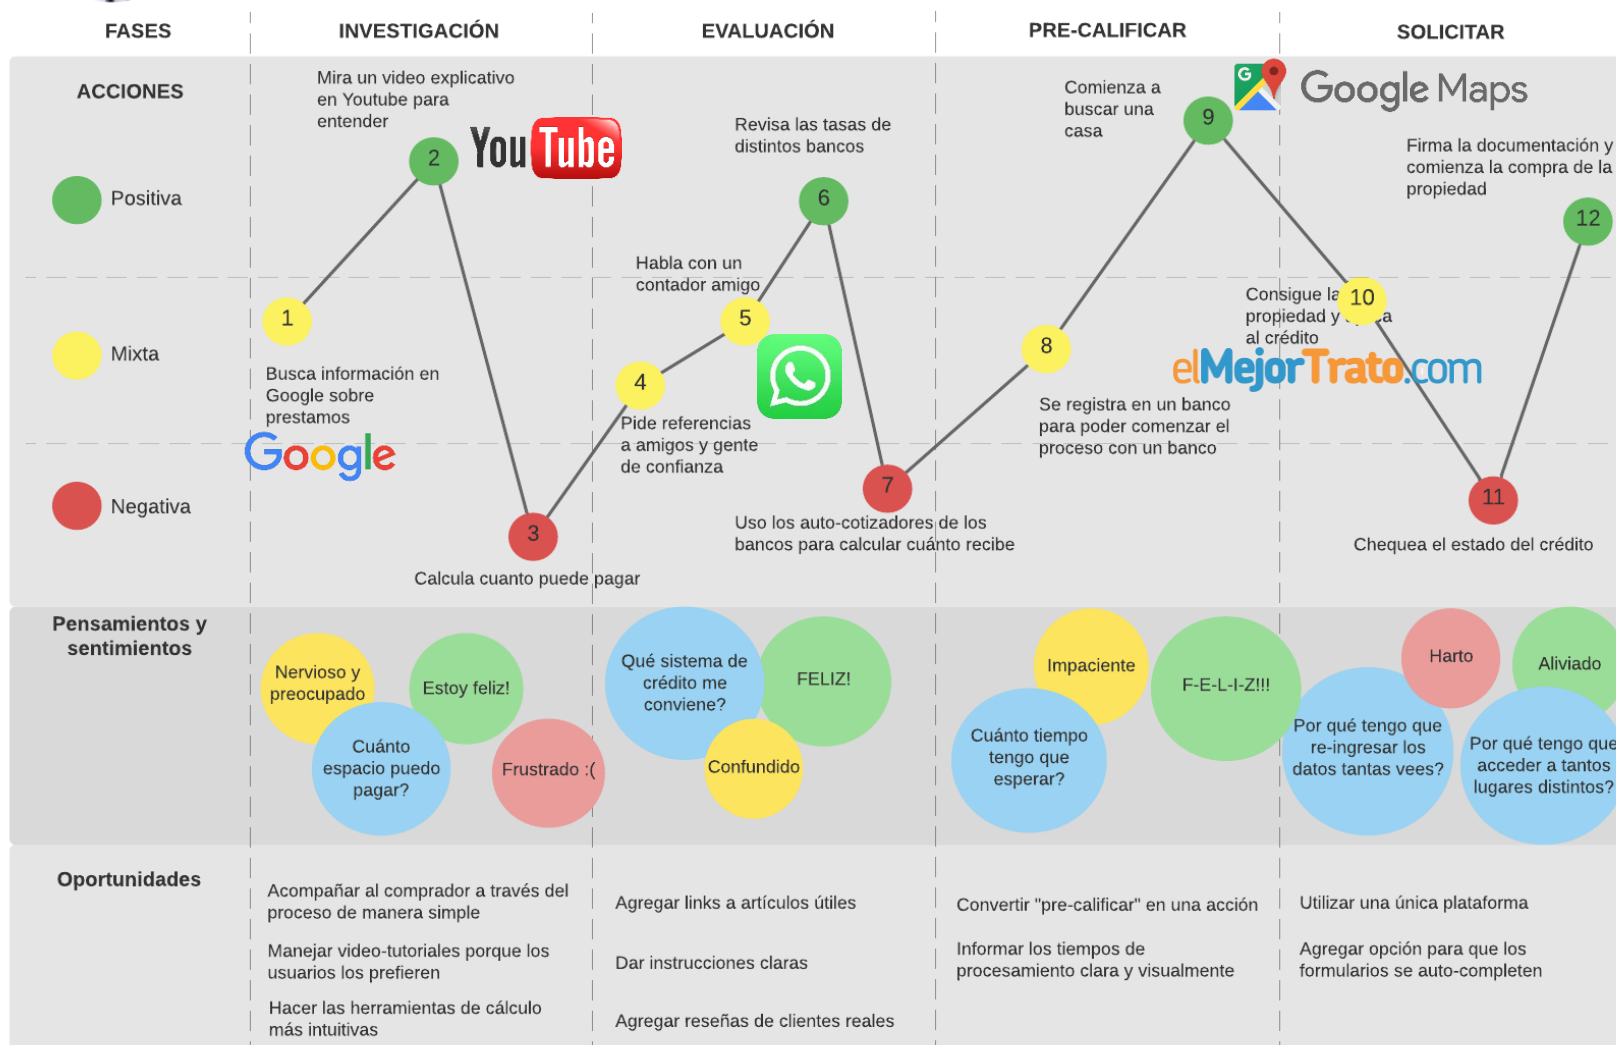 FASES
INVESTIGACIÓN
EVALUACIÓN
PRE-CALIFICAR
SOLICITAR
ACCIONES
Positiva
Mixta
Negativa
Mira un video explicativo
en Youtube para
entender
2
YouTube
1
Busca información en
Google sobre
prestamos
Google
3
Calcula cuanto puede pagar
Revisa las tasas de
distintos bancos
6
Habla con un
contador amigo
5
4
Pide referencias
a amigos y gente
de confianza
7
Uso los auto-cotizadores de los
bancos para calcular cuánto recibe
Comienza a
buscar una
casa
9
G
Google Maps
8
Se registra en un banco
para poder comenzar el
proceso con un banco
Firma la documentación y
comienza la compra de la
propiedad
12
Consigue la
10
propiedad y
al crédito
elMejorTrato.com
11
Chequea el estado del crédito
Pensamientos y
sentimientos
Nervioso y
preocupado
Estoy feliz!
Cuánto
espacio puedo
pagar?
Frustrado :(
Qué sistema de
crédito me
conviene?
FELIZ!
Confundido
Impaciente
F-E-L-I-Z!!!
Cuánto tiempo
tengo que
esperar?
Harto
Aliviado
Por qué tengo que
re-ingresar los
datos tantas vees?
Por qué tengo que
acceder a tantos
lugares distintos?
Oportunidades
Acompañar al comprador a través del
proceso de manera simple
Manejar video-tutoriales porque los
usuarios los prefieren
Hacer las herramientas de cálculo
más intuitivas
Agregar links a artículos útiles
Dar instrucciones claras
Agregar reseñas de clientes reales
Convertir "pre-calificar" en una acción
Informar los tiempos de
procesamiento clara y visualmente
Utilizar una única plataforma
Agregar opción para que los
formularios se auto-completen